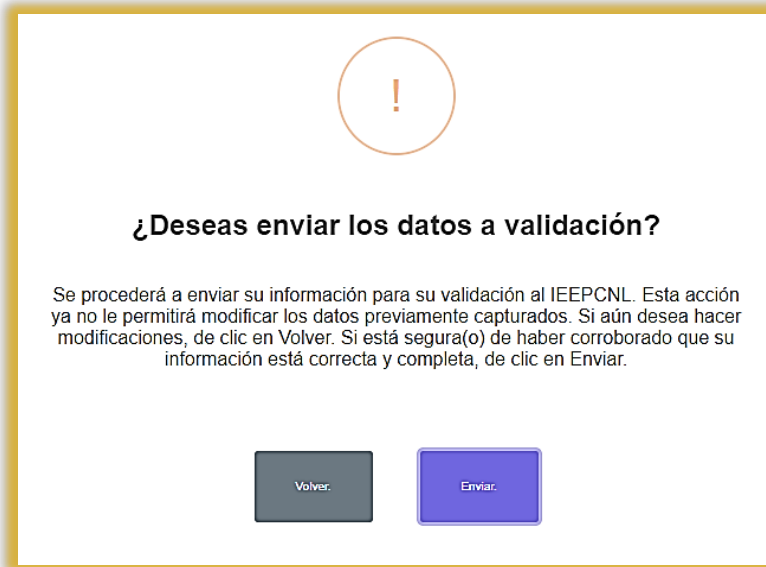 !
¿Deseas enviar los datos a validación?
Se procederá a enviar su información para su validación al IEEPCNL. Esta acción
ya no le permitirá modificar los datos previamente capturados. Si aún desea hacer
modificaciones, de clic en Volver. Si está segura(o) de haber corroborado que su
información está correcta y completa, de clic en Enviar.
Volver. Enviar.